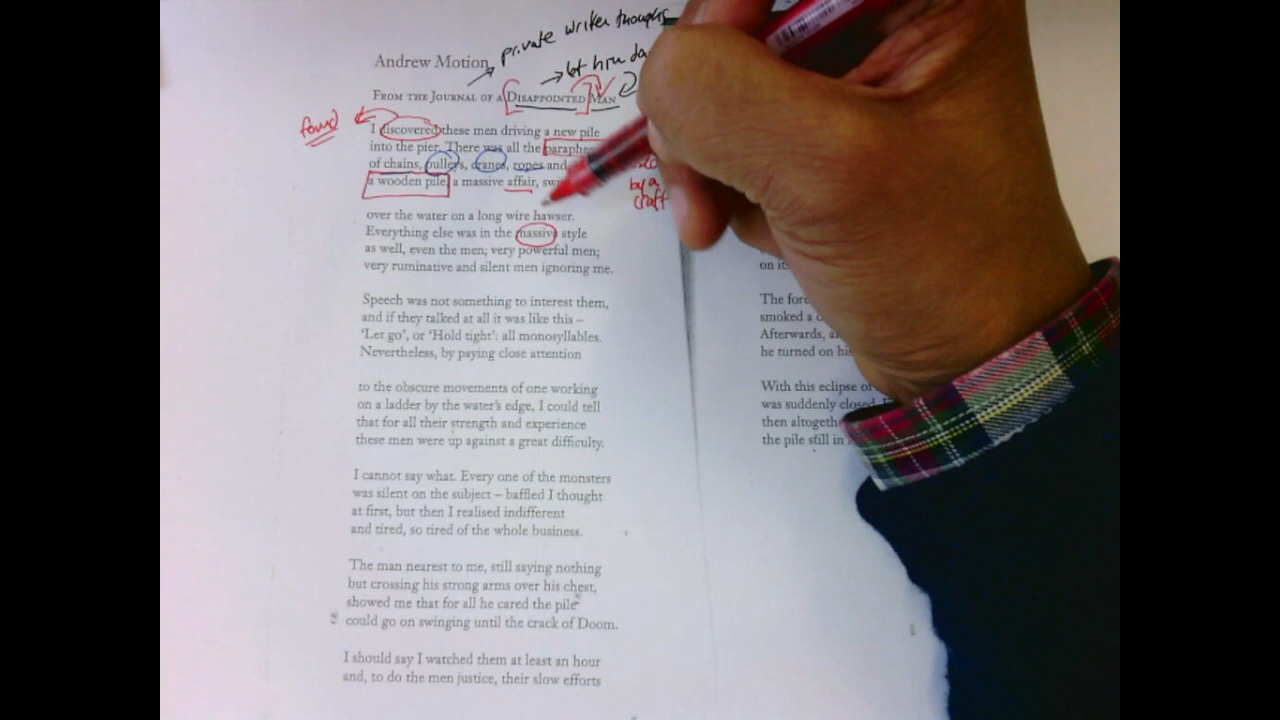 private writer thoughts
Andrew Motion
let him
FROM THE JOURNAL OF A DISAPPOINTED MAN
found
I discovered these men driving a new pile
into the pier. There was all the
of chains, pulleys, cranes, ropes and
a wooden pile, a massive affair,
by a
craft
over the water on a long wire hawser.
Everything else was in the massive style
as well, even the men; very powerful men;
very ruminative and silent men ignoring me.
Speech was not something to interest them,
and if they talked at all it was like this –
‘Let go’, or ‘Hold tight’: all monosyllables.
Nevertheless, by paying close attention
to the obscure movements of one working
on a ladder by the water’s edge, I could tell
that for all their strength and experience
these men were up against a great difficulty.
I cannot say what. Every one of the monsters
was silent on the subject – baffled I thought
at first, but then I realised indifferent
and tired, so tired of the whole business.
The man nearest to me, still saying nothing
but crossing his strong arms over his chest,
showed me that for all he cared the pile
could go on swinging until the crack of Doom.
I should say I watched them at least an hour
and, to do the men justice, their slow efforts
on
The
smoked a
Afterwards,
he turned on his
With this eclipse of
was suddenly closed.
then
the pile still in